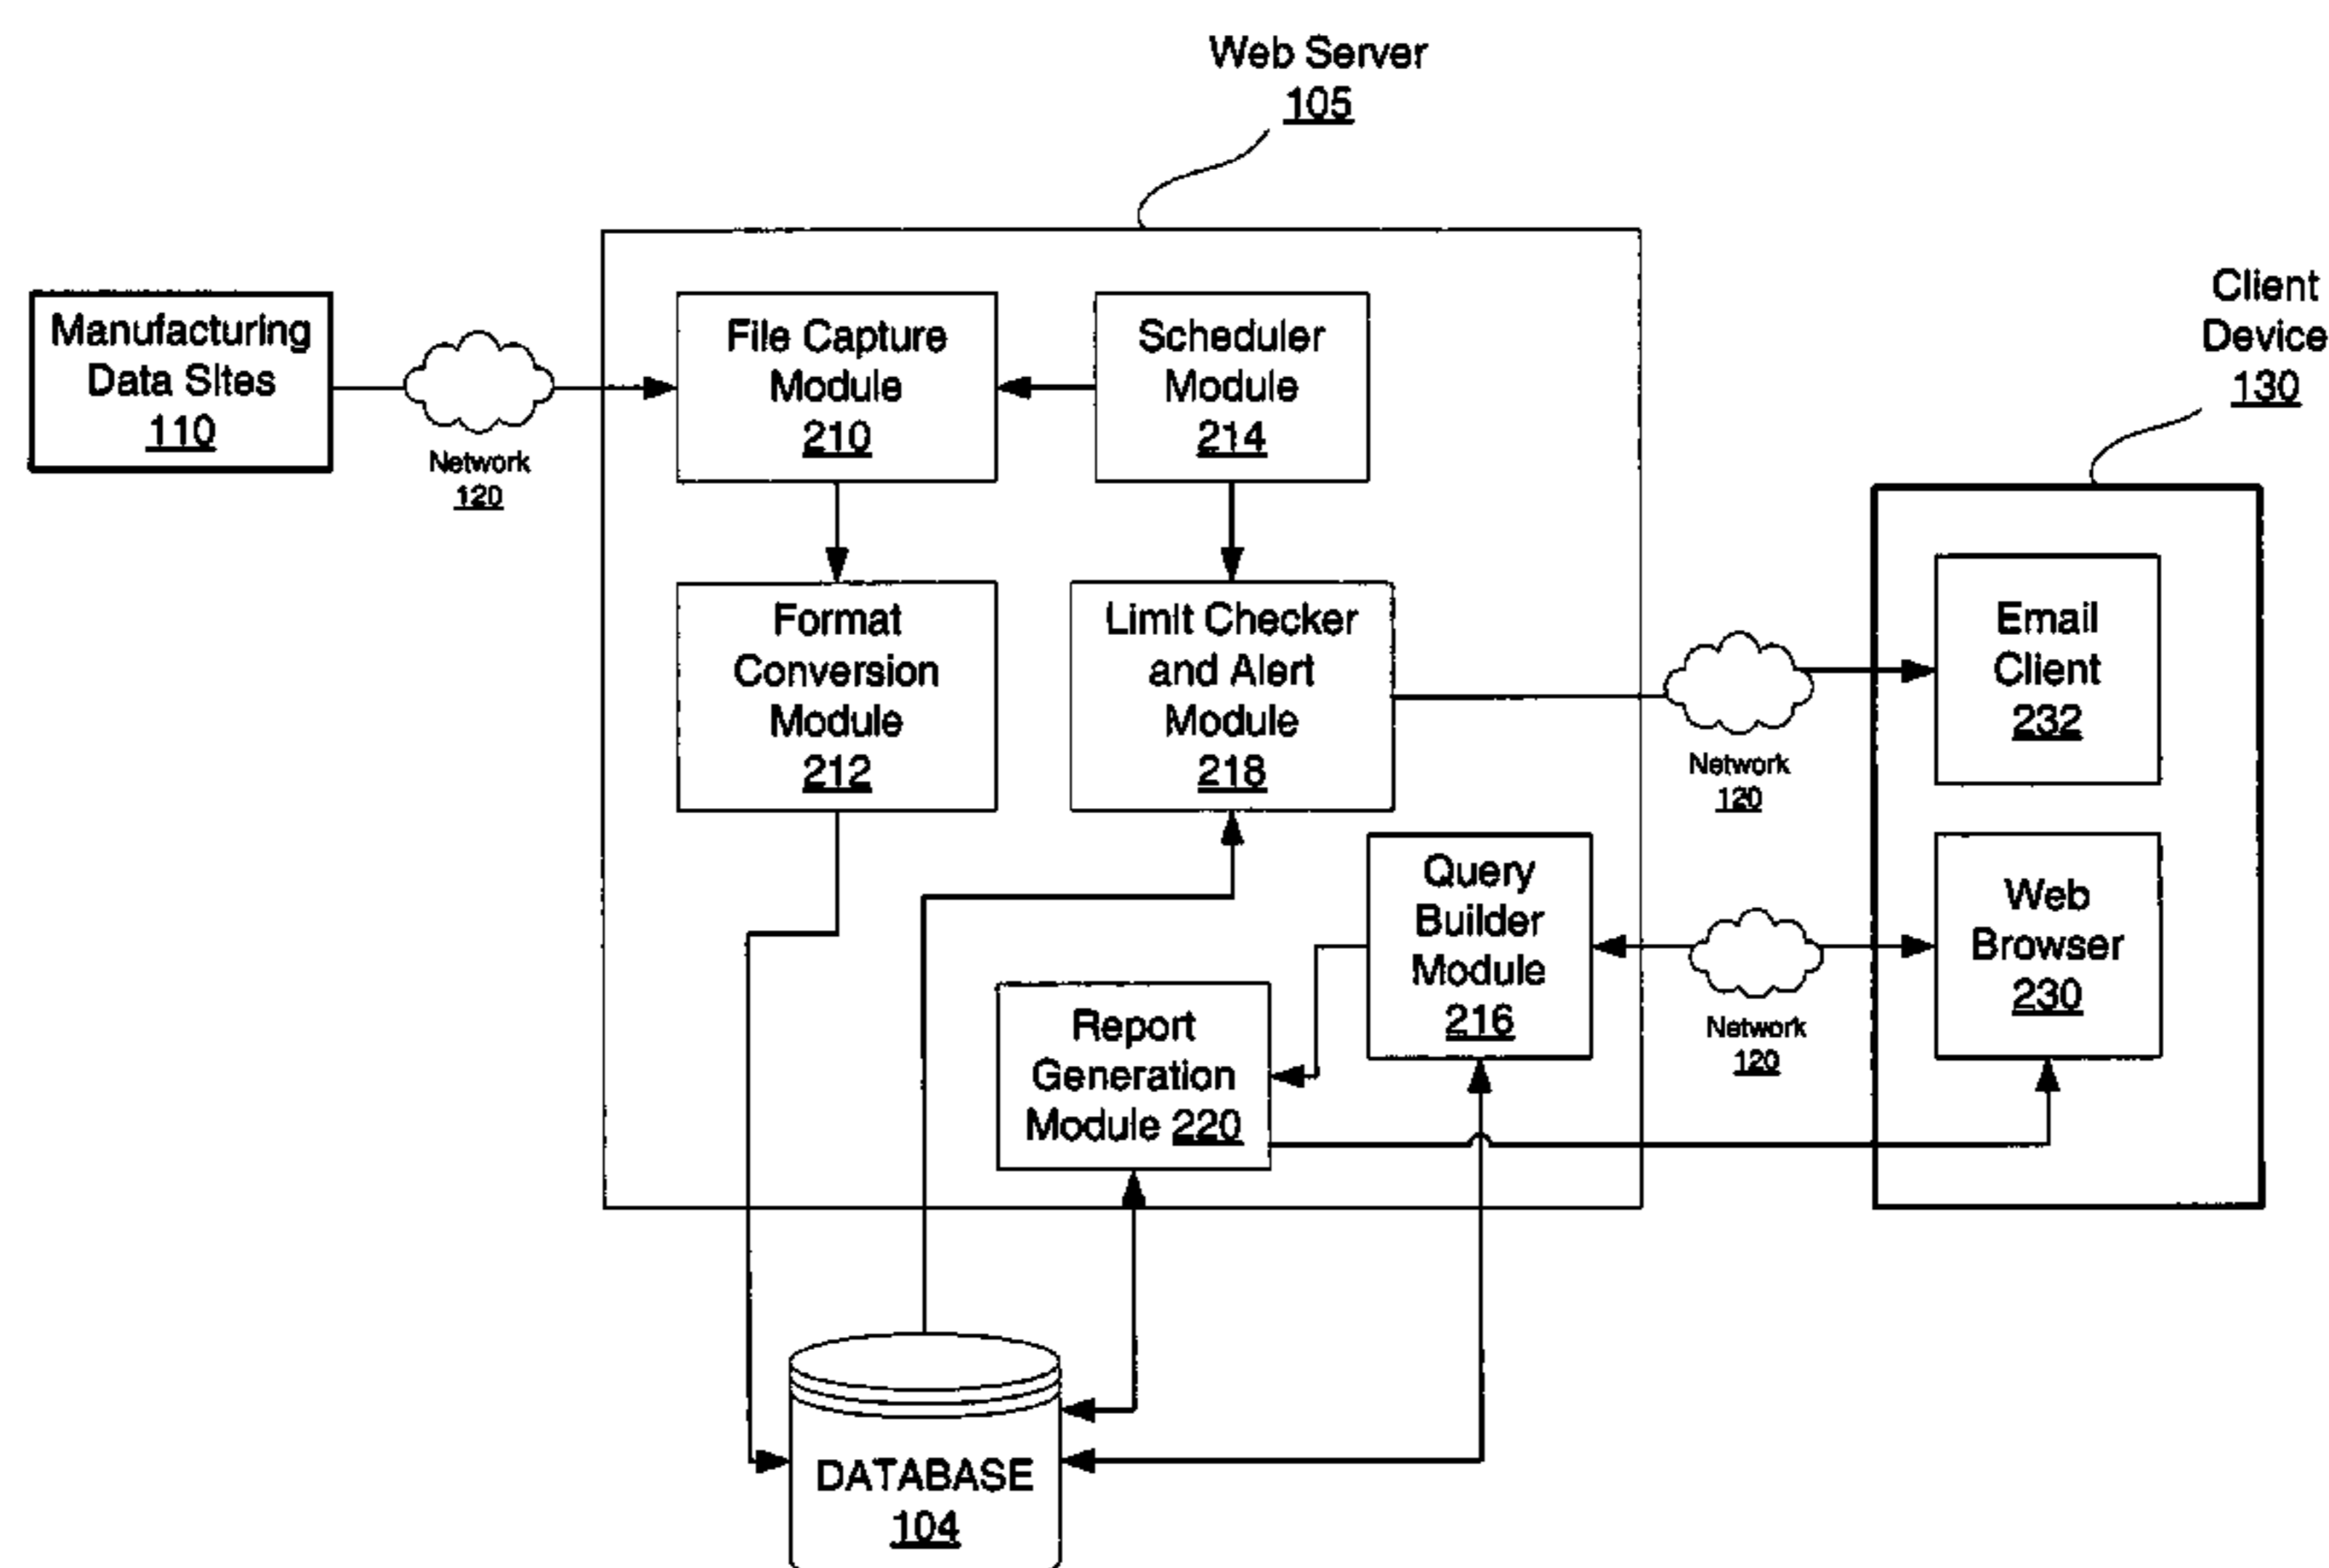 Web Server
105
Manufacturing
Data Sites
110
Network
120
File Capture
Module
210
Scheduler
Module
214
Client
Device
130
Format
Conversion
Module
212
Limit Checker
and Alert
Module
218
Network
120
Email
Client
232
Query
Builder
Module
216
Network
120
Web
Browser
230
Report
Generation
Module 220
DATABASE
104